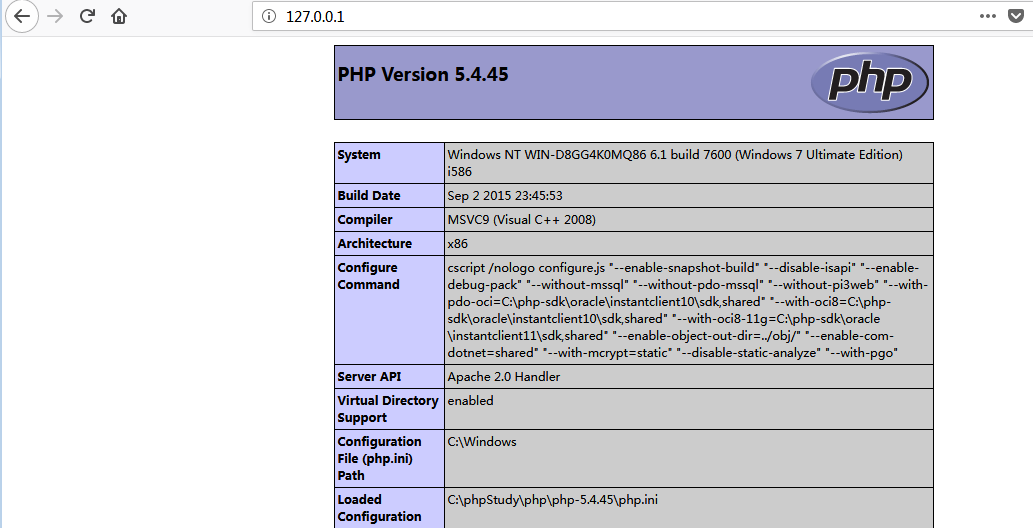 127.0.0.1
PHP Version 5.4.45
php
System
Windows NT WIN-D8GG4K0MQ86 6.1 build 7600 (Windows 7 Ultimate Edition)
i586
Build Date
Sep 2 2015 23:45:53
Compiler
MSVC9 (Visual C++ 2008)
Architecture
x86
Configure
Command
cscript /nologo configure.js "--enable-snapshot-build" "--disable-isapi" "--enable-
debug-pack" "--without-mssql" "--without-pdo-mssql" "--without-pi3web" "--with-
pdo-oci=C:\php-sdk\oracle\instantclient10\sdk,shared" "--with-oci8=C:\php-
sdk\oracle\instantclient10\sdk,shared" "--with-oci8-11g=C:\php-sdk\oracle
\instantclient11\sdk,shared" "--enable-object-out-dir=../obj/" "--enable-com-
dotnet=shared" "--with-mcrypt=static" "--disable-static-analyze" "--with-pgo"
Server API
Apache 2.0 Handler
Virtual Directory
Support
enabled
Configuration
File (php.ini)
Path
C:\Windows
Loaded
Configuration
C:\phpStudy\php\php-5.4.45\php.ini